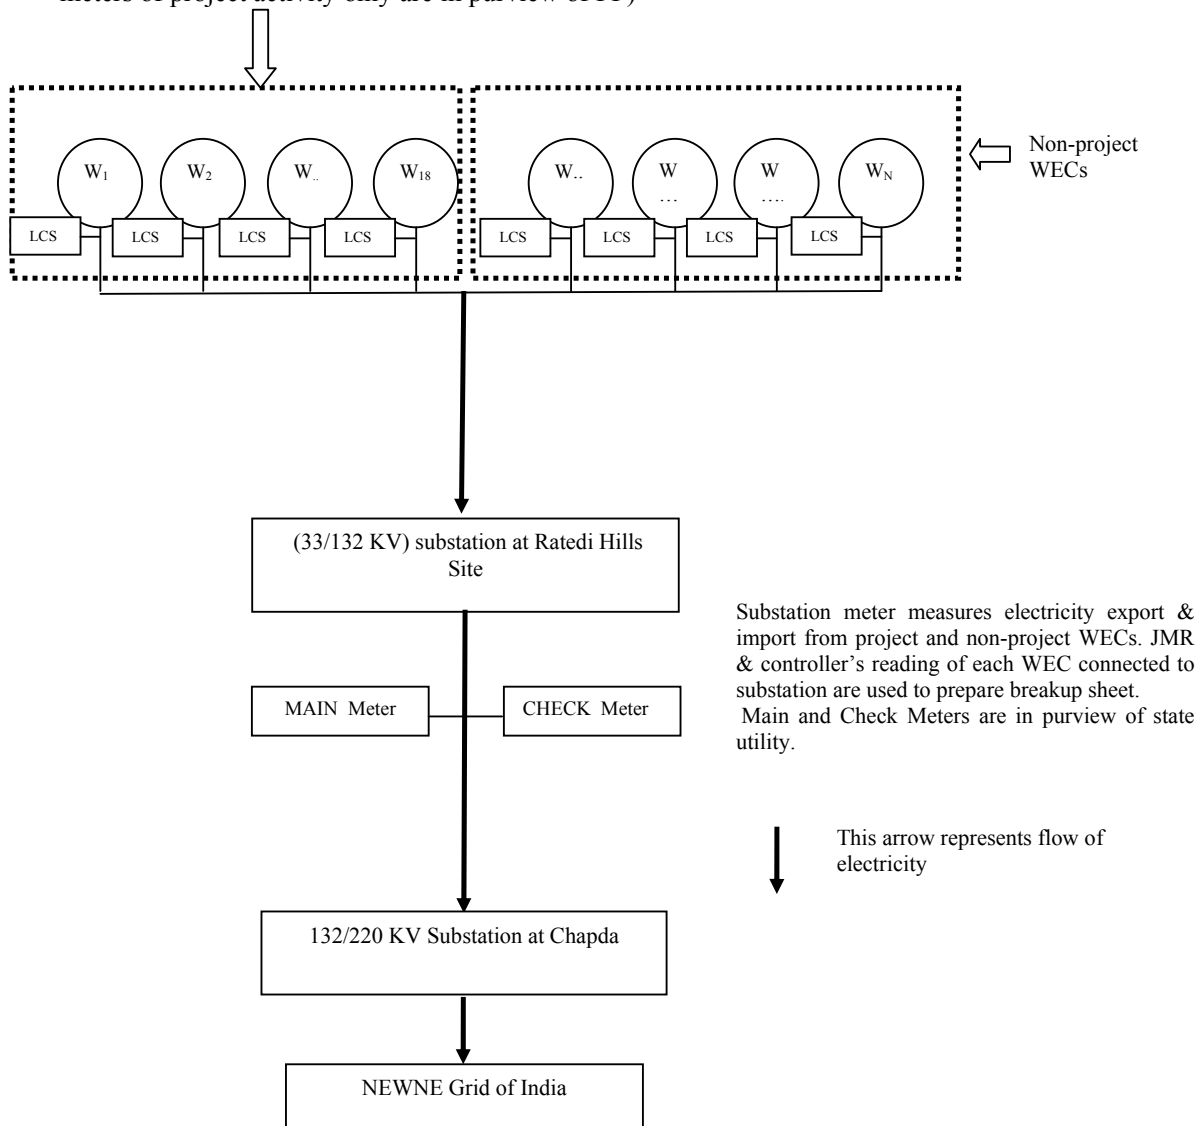 meters of project activity only are in purview of PP)
Non-project
WECs
W1
W2
W..
W18
W..
W
...
W
....
WN
LCS
LCS
LCS
LCS
LCS
LCS
LCS
LCS
(33/132 KV) substation at Ratedi Hills
Site
Substation meter measures electricity export &
import from project and non-project WECs. JMR
& controller's reading of each WEC connected to
substation are used to prepare breakup sheet.
Main and Check Meters are in purview of state
utility.
MAIN Meter
CHECK Meter
This arrow represents flow of
electricity
132/220 KV Substation at Chapda
NEWNE Grid of India